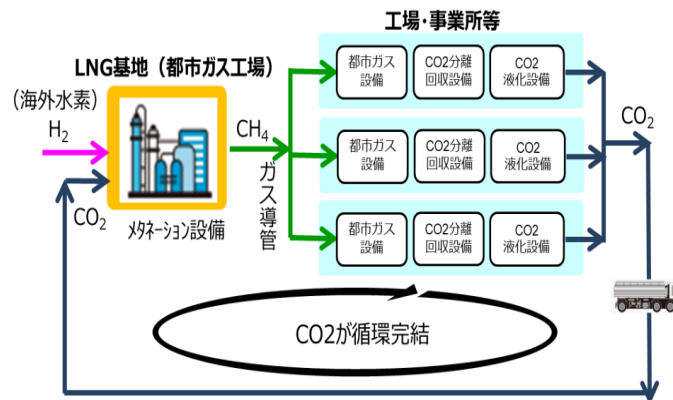 工場・事業所等
LNG基地（都市ガス工場）
（海外水素）
H2
CO2
メタネーション設備
CH4
ガス導管
都市ガス
設備
CO2分離
回収設備
CO2
液化設備
都市ガス
設備
CO2分離
回収設備
CO2
液化設備
都市ガス
設備
CO2分離
回収設備
CO2
液化設備
CO2
CO2が循環完結